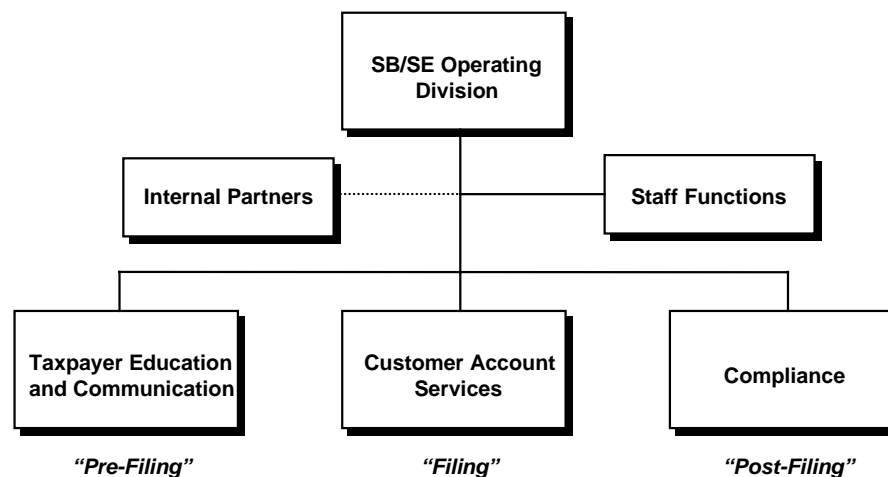 SB/SE Operating
Division
Internal Partners
Staff Functions
Taxpayer Education
and Communication
Customer Account
Services
Compliance
“Pre-Filing”
“Filing”
“Post-Filing”